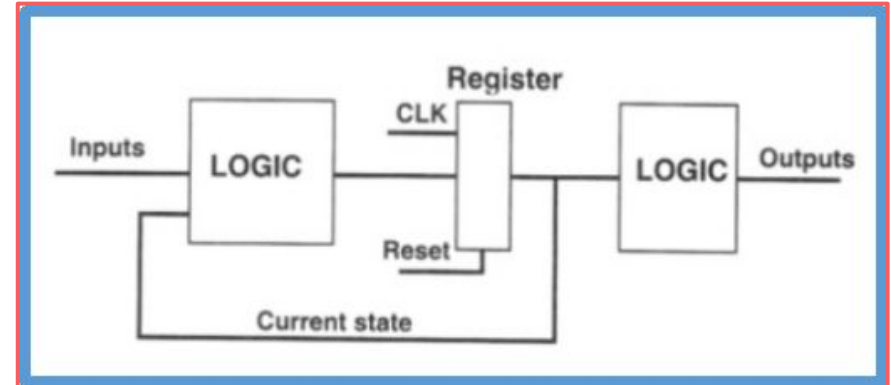 Register
CLK
Inputs
LOGIC
LOGIC
Outputs
Reset
Current state